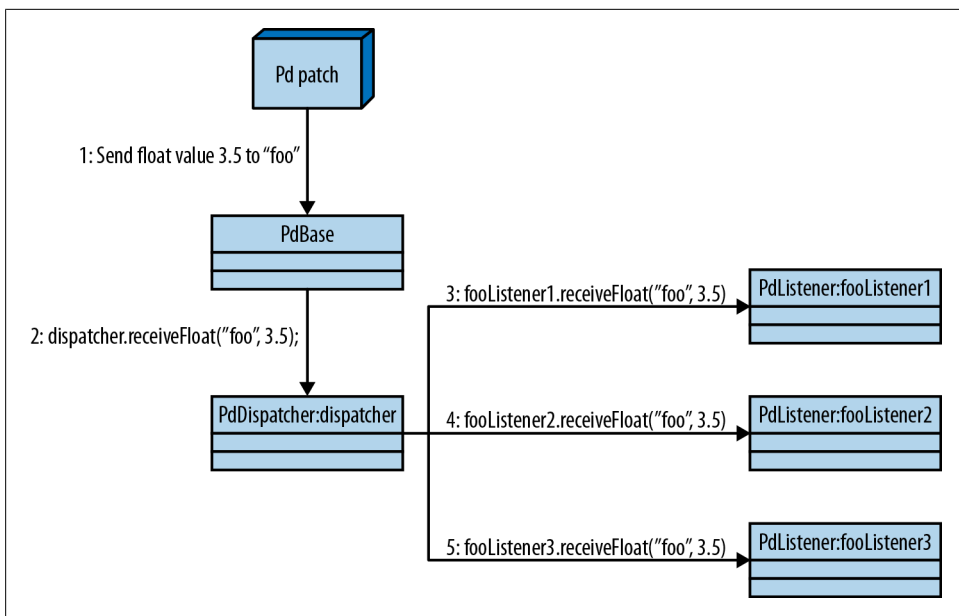 Pd patch
1: Send float value 3.5 to “foo”
PdBase
2: dispatcher.receiveFloat(”foo”, 3.5);
PdDispatcher:dispatcher
3: fooListener1.receiveFloat(”foo”, 3.5)
PdListener:fooListener1
4: fooListener2.receiveFloat(”foo”, 3.5)
PdListener:fooListener2
5: fooListener3.receiveFloat(”foo”, 3.5)
PdListener:fooListener3